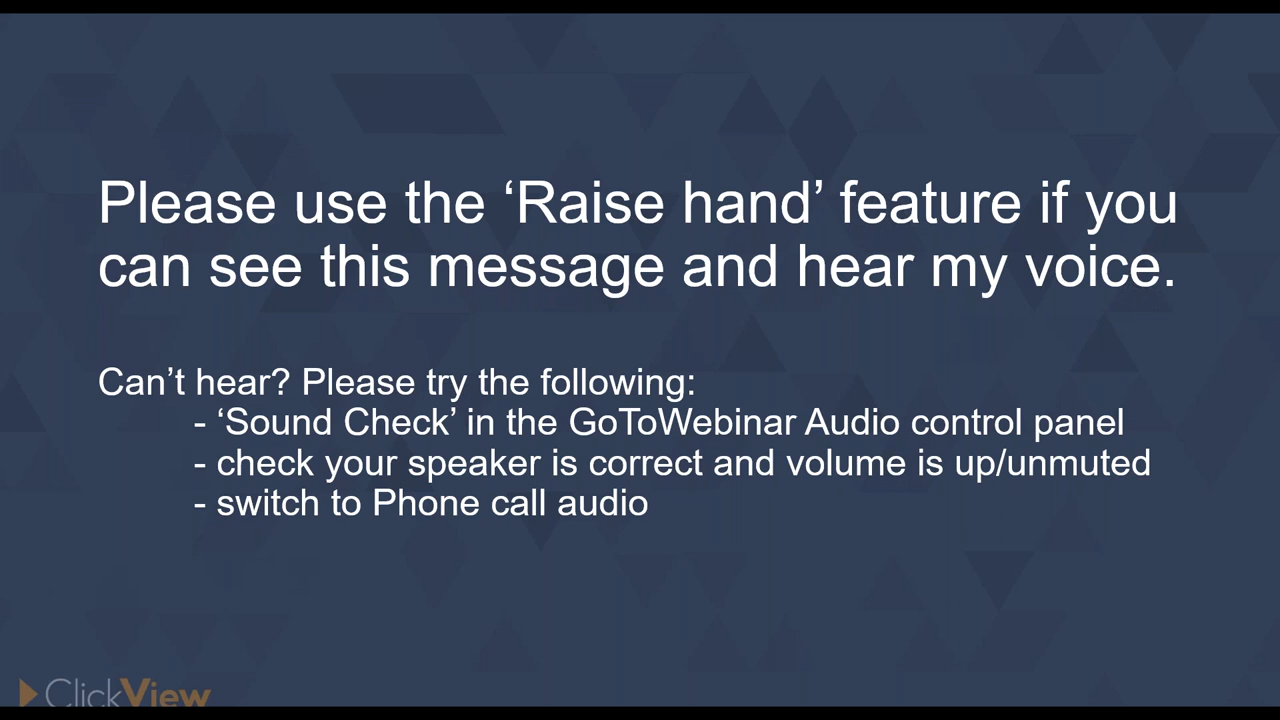 Please use the ‘Raise hand’ feature if you
can see this message and hear my voice.
Can’t hear? Please try the following:
- ‘Sound Check’ in the GoToWebinar Audio control panel
- check your speaker is correct and volume is up/unmuted
- switch to Phone call audio
ClickView